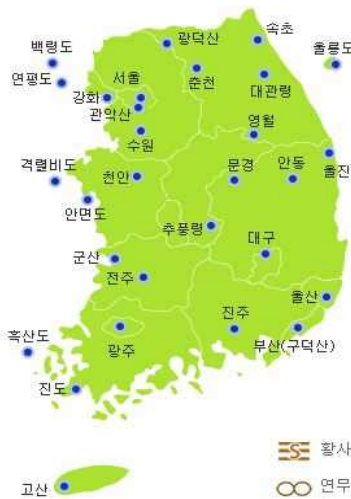 광덕산
속초
백령도
울릉도
연평도
서울
춘천
대관령
강화
관악산
영월
수원
울진
격렬비도
천안
문경
안동
안면도
추풍령
대구
군산
전주
울산
광주
진주
흑산도
부산(구덕산)
진도
황사
고산
연무